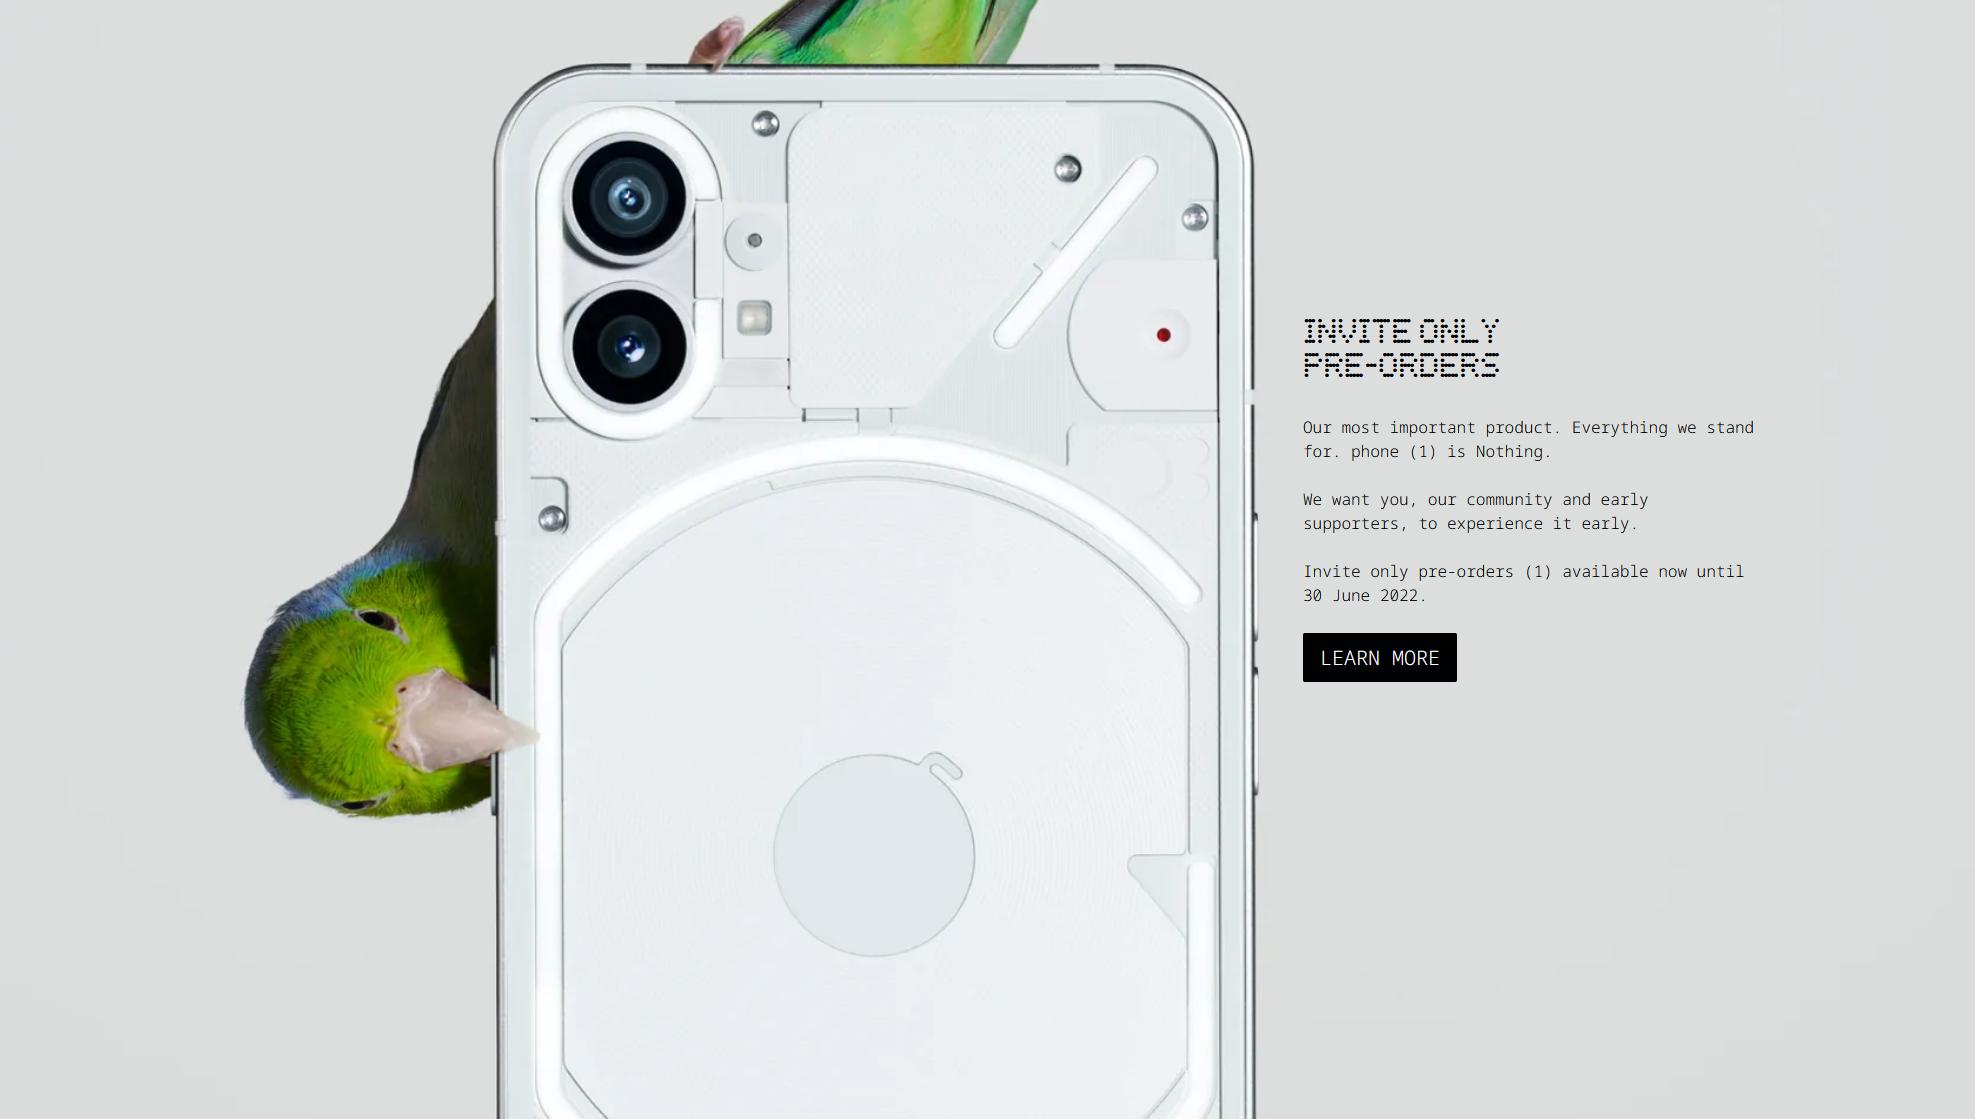 INVITE ONLY
PRE-ORDERS
Our most important product. Everything we stand
for. phone (1) is Nothing.
We want you, our community and early
supporters, to experience it early.
Invite only pre-orders (1) available now until
30 June 2022.
LEARN MORE